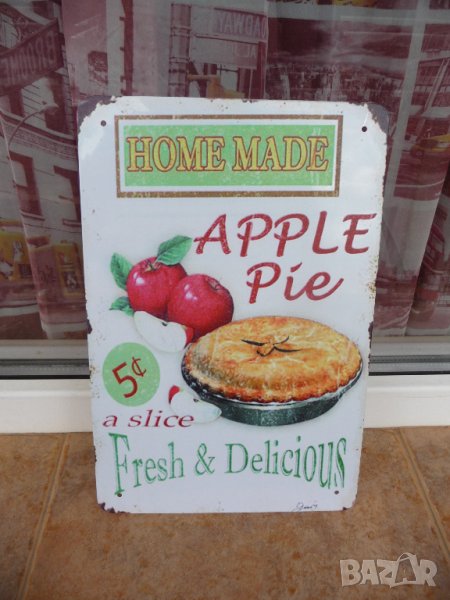 HOME MADE
APPLE
Pie
5¢
a slice
Fresh & Delicious
BAZAR